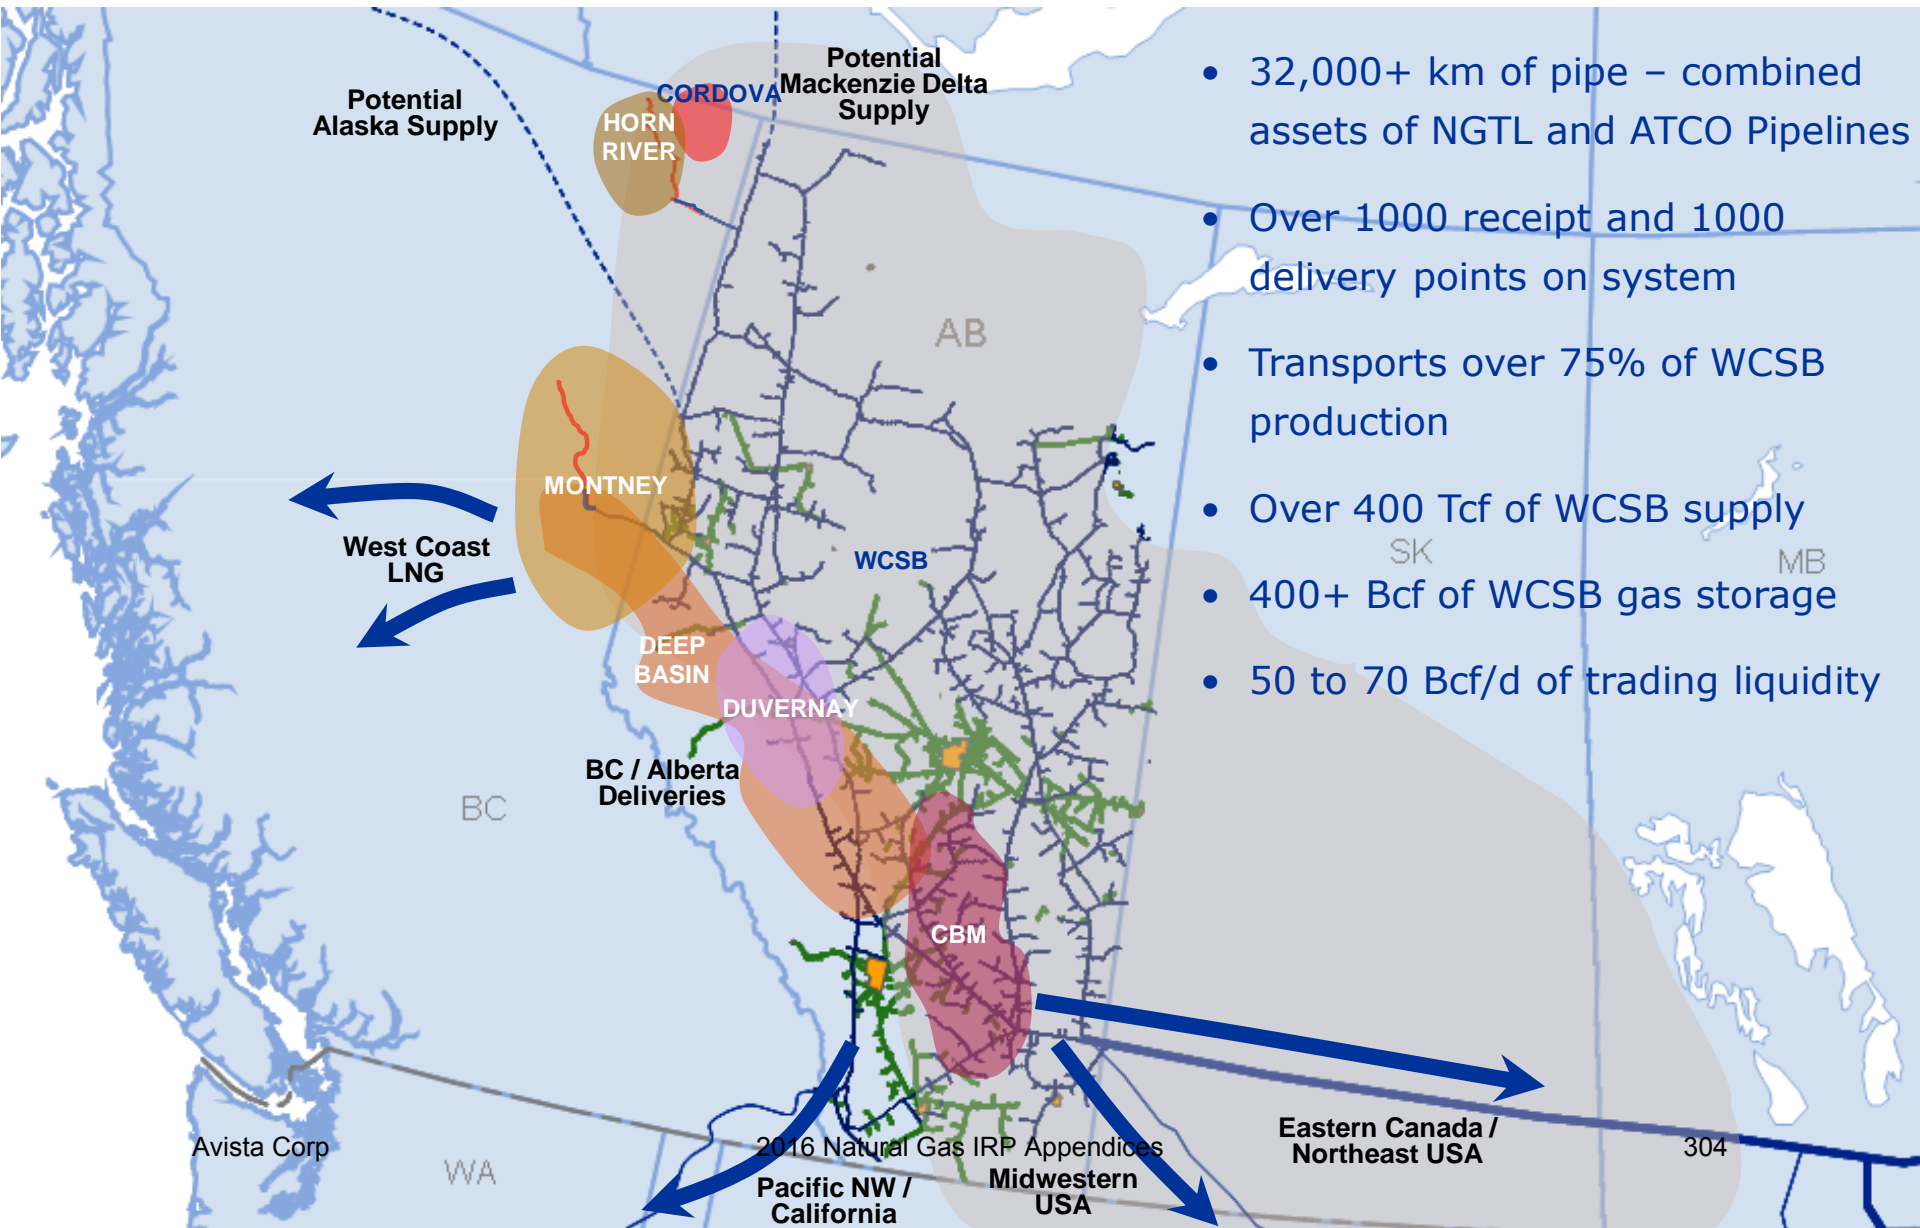 Potential
Alaska Supply
CORDOVA
HORN
RIVER
Potential
Mackenzie Delta
Supply
• 32,000+ km of pipe – combined
assets of NGTL and ATCO Pipelines
• Over 1000 receipt and 1000
delivery points on system
• Transports over 75% of WCSB
production
• Over 400 Tcf of WCSB supply
• 400+ Bcf of WCSB gas storage
• 50 to 70 Bcf/d of trading liquidity
AB
MONTNEY
West Coast
LNG
WCSB
SK
MB
DEEP
BASIN
DUVERNAY
BC / Alberta
Deliveries
BC
CBM
Eastern Canada /
Northeast USA
Avista Corp
2016 Natural Gas IRP Appendices
304
WA
Pacific NW /
California
Midwestern
USA